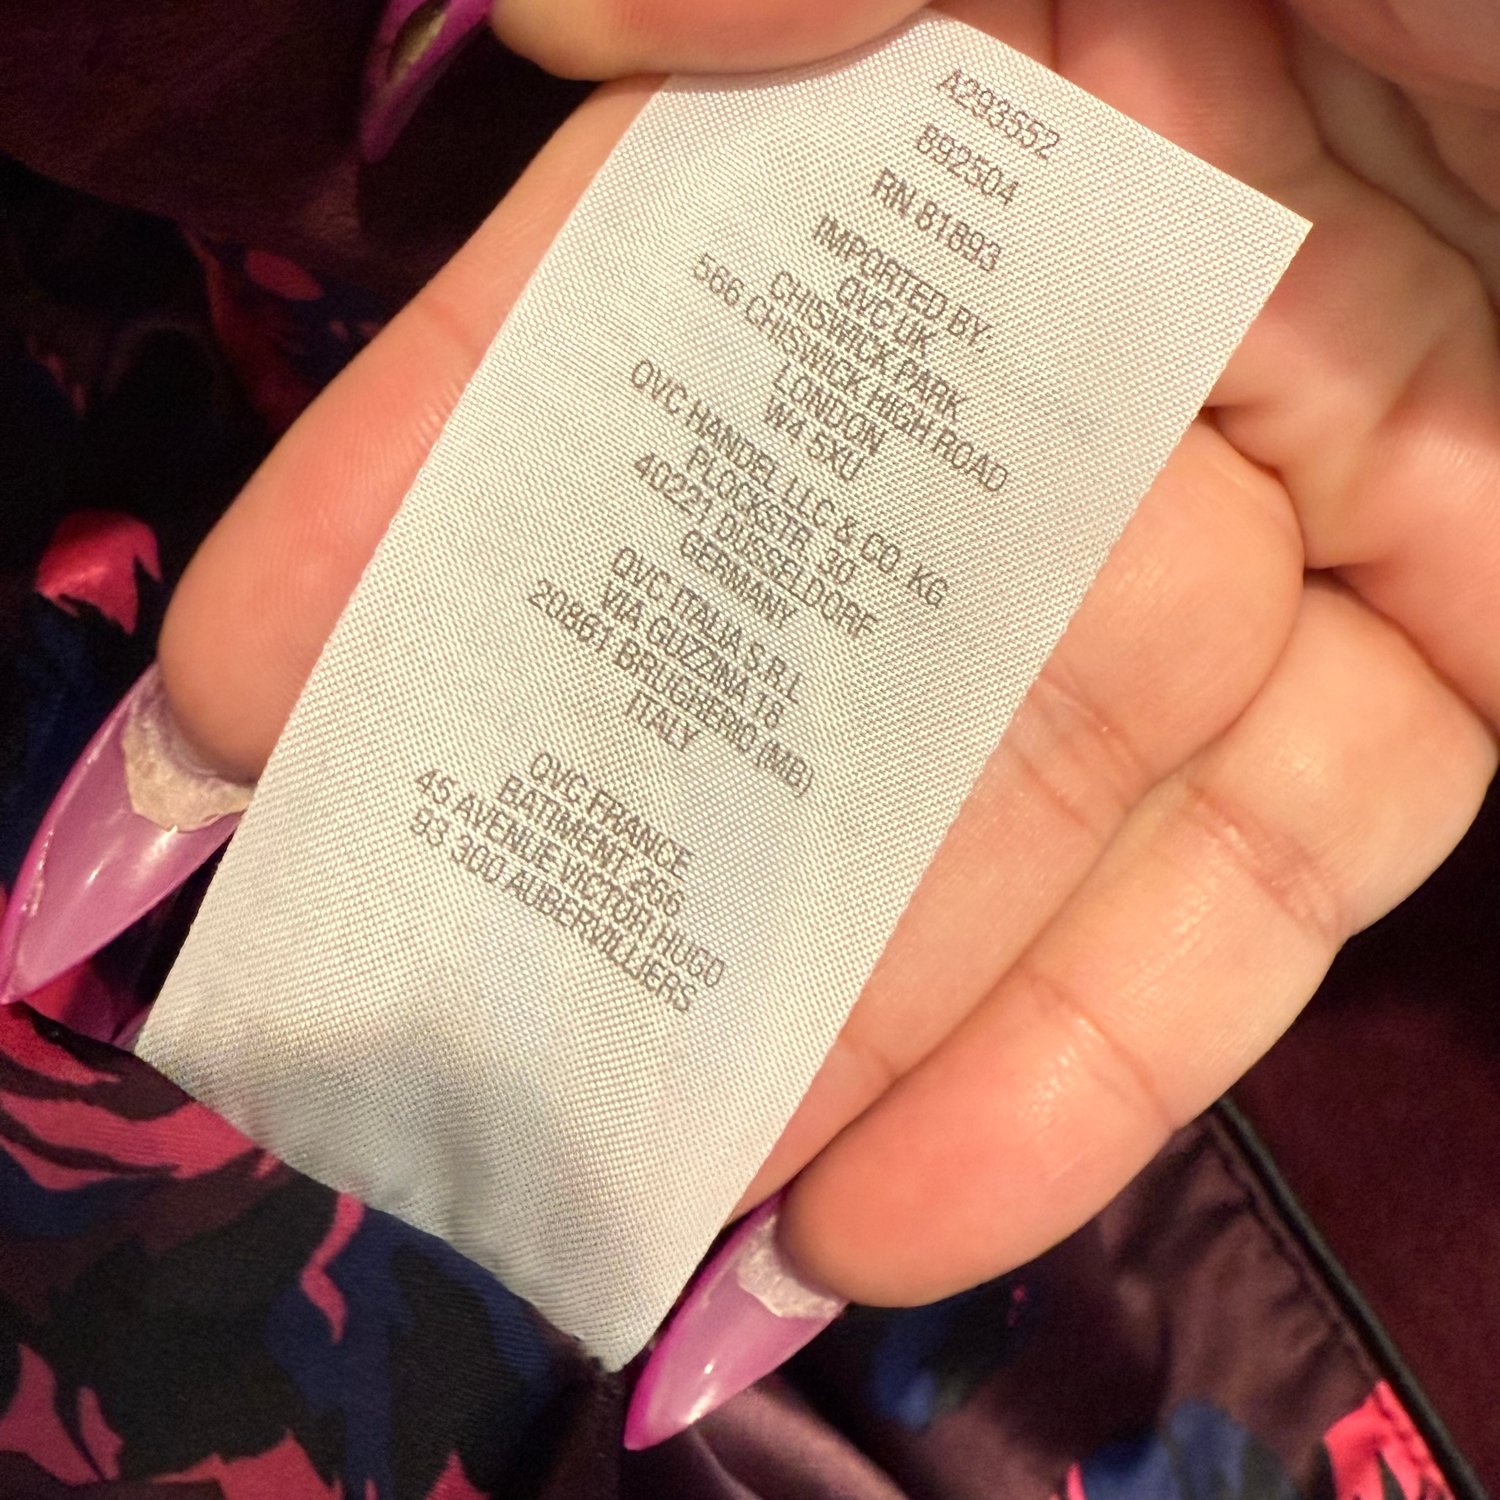 A293552
892504
RN 81893
IMPORTED BY:
QVC UK
CHISWICK PARK
566 CHISWICK HIGH ROAD
LONDON
W4 5XU
QVC HANDEL LLC & CO. KG
PLOCKSTR. 30
40221 DUSSELDORF
GERMANY
QVC ITALIA S.R.L
VIA GUZZINA 18
20861 BRUGHERIO (MB)
ITALY
QVC FRANCE
BATIMENT 266
45 AVENUE VICTOR HUGO
93 300 AUBERVILLIERS